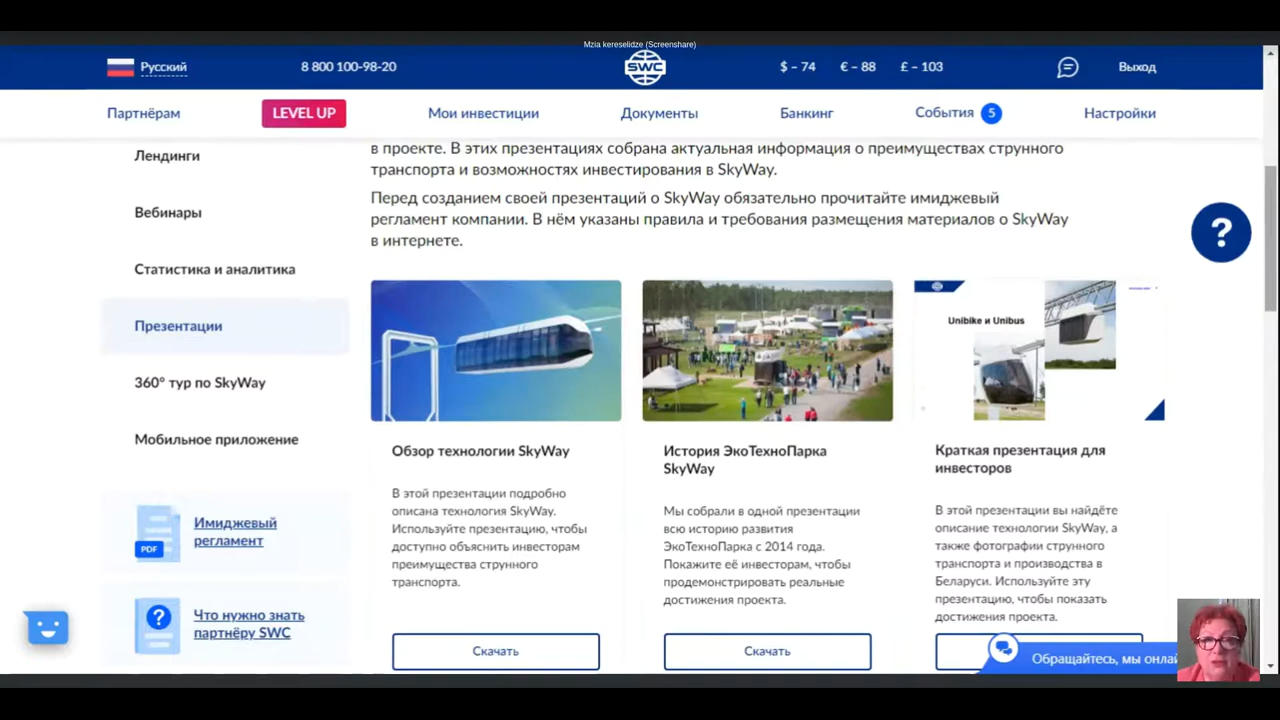 Mzia kereselidze (Screenshare)
Русский
8 800 100-98-20
SWC
$ – 74 € – 88 £ – 103
Выход
Партнёрам
LEVEL UP
Мои инвестиции
Документы
Банкинг
События 5
Настройки
Лендинги
Вебинары
Статистика и аналитика
Презентации
360° тур по SkyWay
Мобильное приложение
PDF
Имиджевый
регламент
?
Что нужно знать
партнёру SWC
в проекте. В этих презентациях собрана актуальная информация о преимуществах струнного
транспорта и возможностях инвестирования в SkyWay.
Перед созданием своей презентаций о SkyWay обязательно прочитайте имиджевый
регламент компании. В нём указаны правила и требования размещения материалов о SkyWay
в интернете.
?
Обзор технологии SkyWay
В этой презентации подробно
описана технология SkyWay.
Используйте презентацию, чтобы
доступно объяснить инвесторам
преимущества струнного
транспорта.
Скачать
История ЭкоТехноПарка
SkyWay
Мы собрали в одной презентации
всю историю развития
ЭкоТехноПарка с 2014 года.
Покажите её инвесторам, чтобы
продемонстрировать реальные
достижения проекта.
Скачать
Unibike и Unibus
Краткая презентация для
инвесторов
В этой презентации вы найдёте
описание технологии SkyWay, а
также фотографии струнного
транспорта и производства в
Беларуси. Используйте эту
презентацию, чтобы показать
достижения проекта.
Обращайтесь, мы онлай